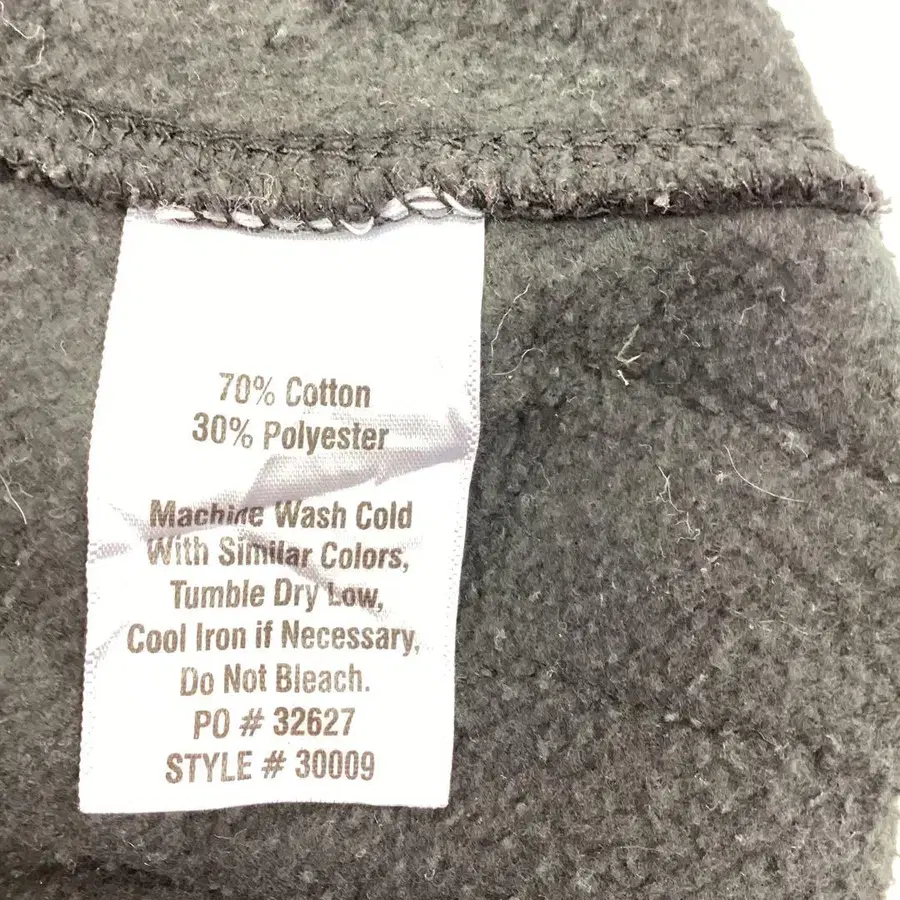 70% Cotton
30% Polyester
Machine Wash Cold
With Similar Colors,
Tumble Dry Low,
Cool Iron if Necessary,
Do Not Bleach.
PO # 32627
STYLE # 30009